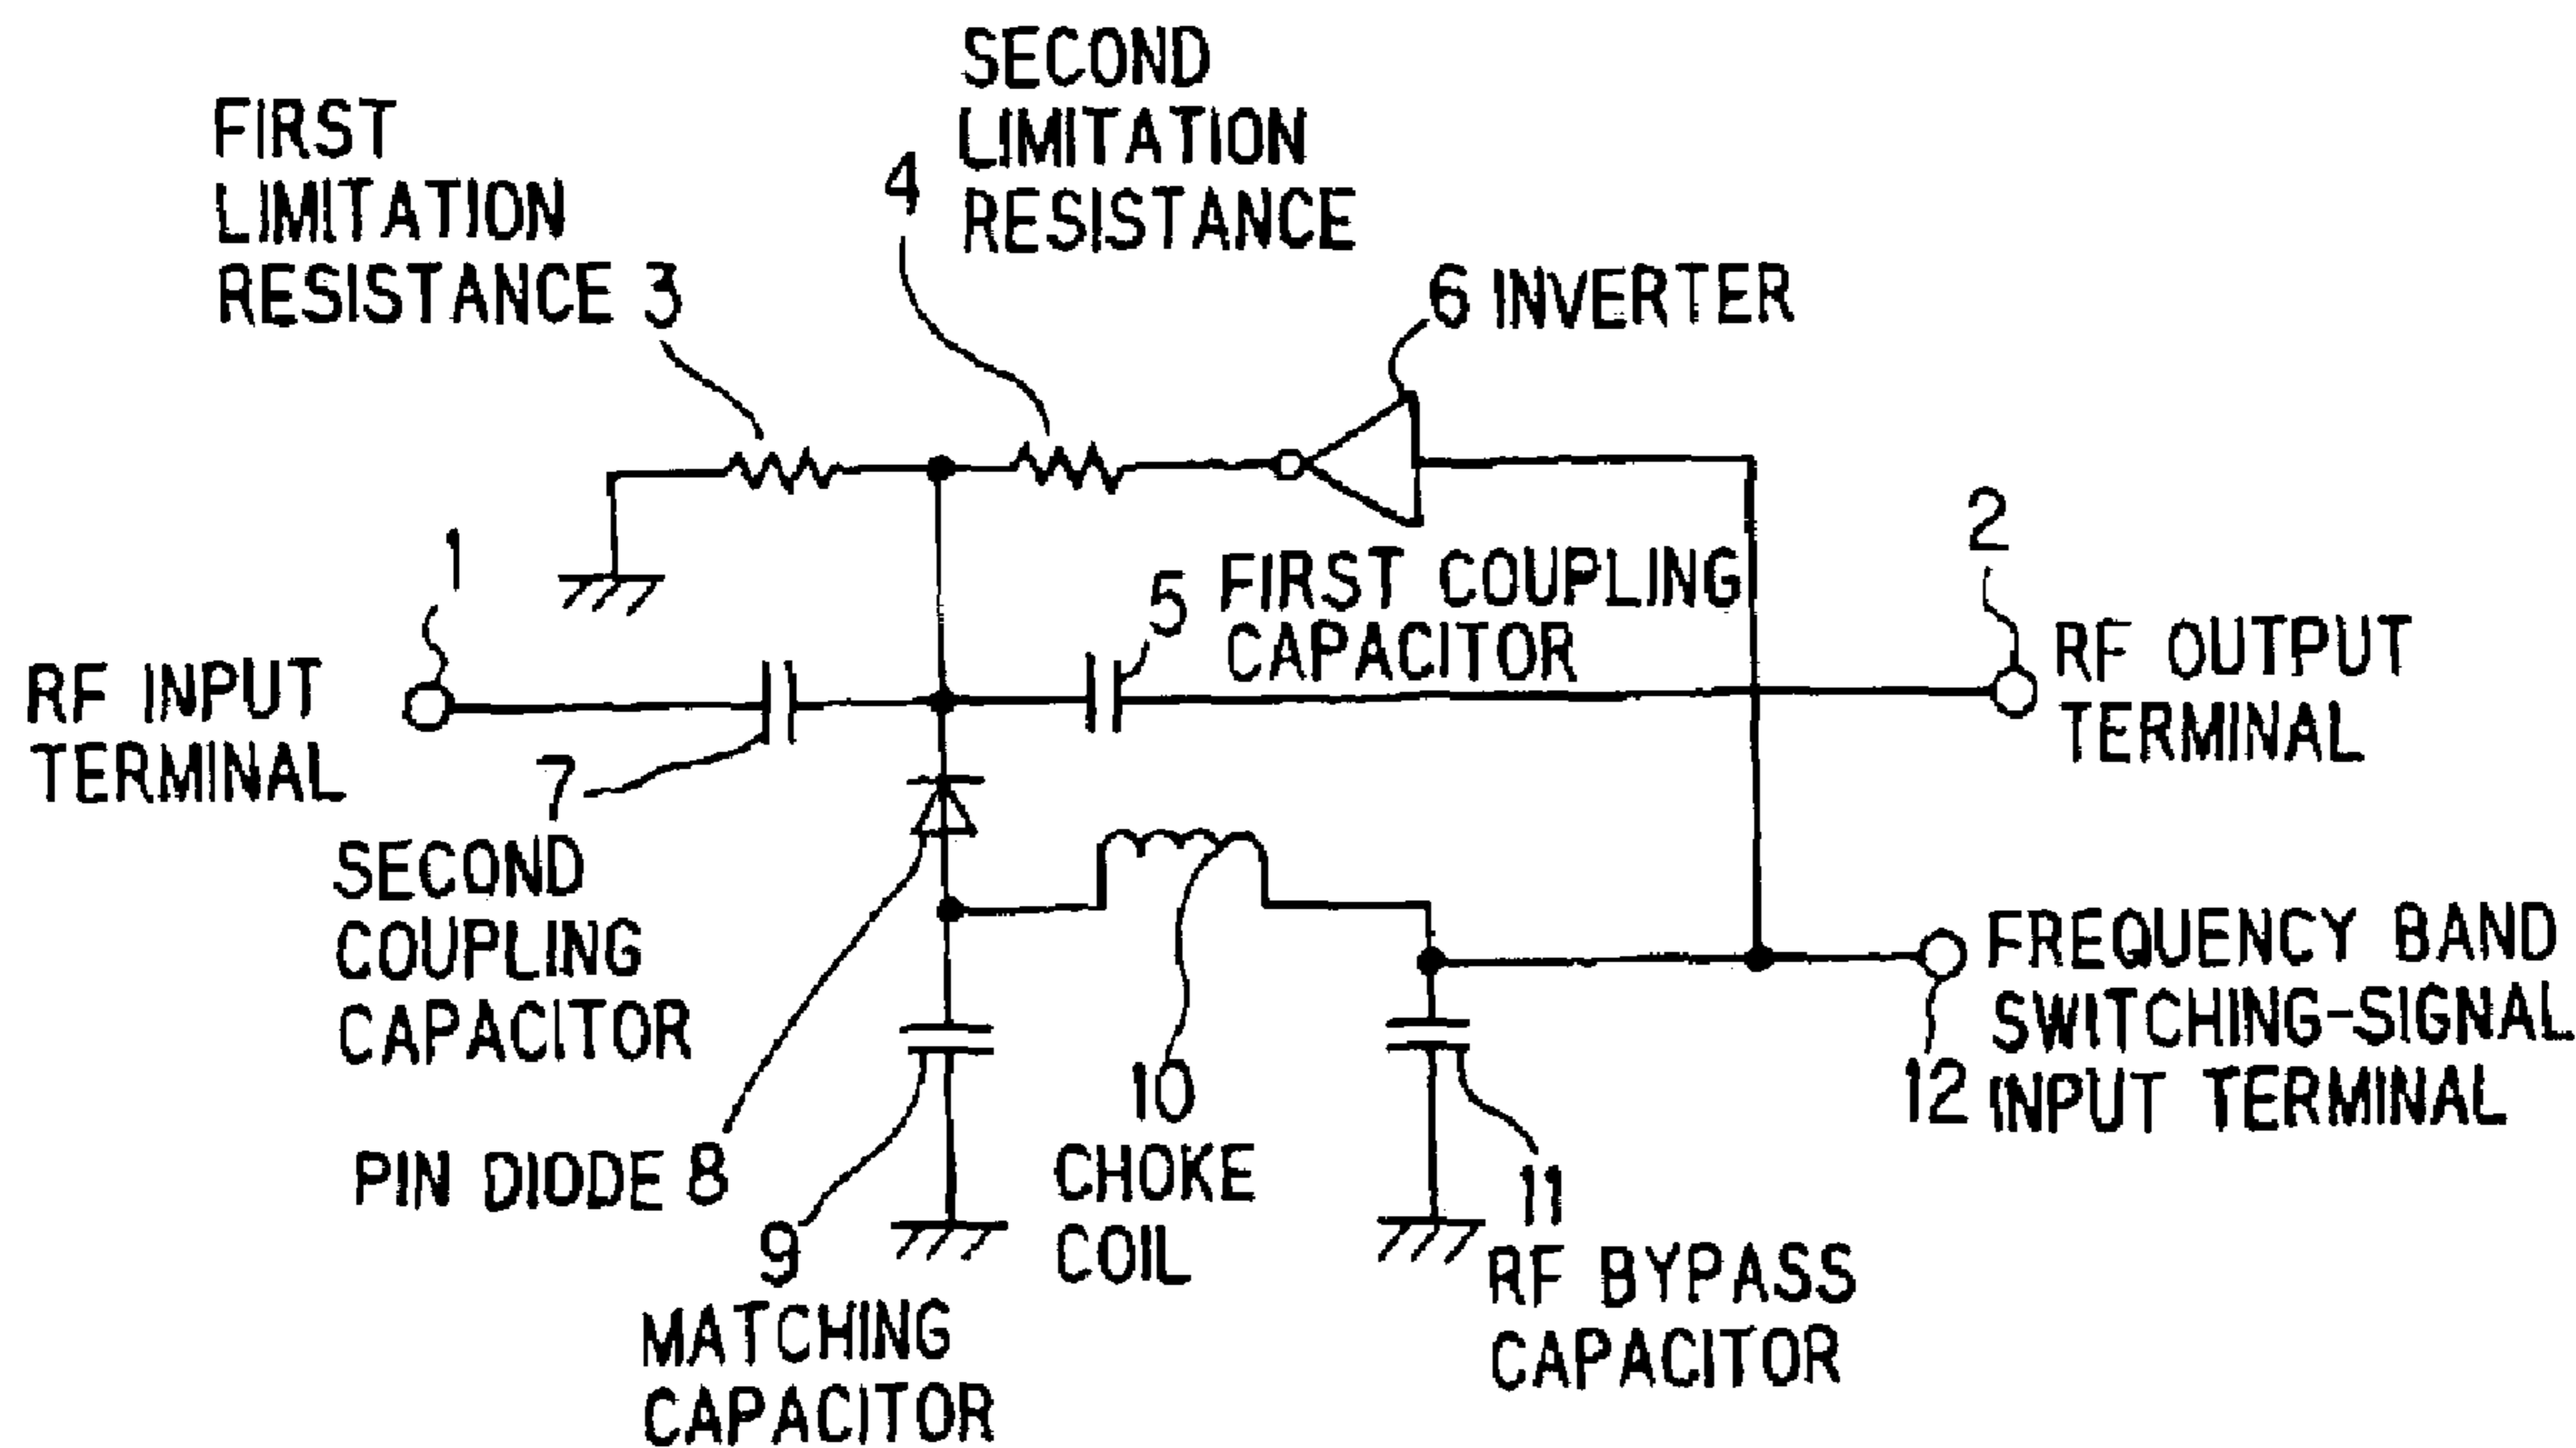 FIRST
LIMITATION
RESISTANCE 3
4
SECOND
LIMITATION
RESISTANCE
6 INVERTER
1
RF INPUT
TERMINAL
5
FIRST COUPLING
CAPACITOR
2
RF OUTPUT
TERMINAL
7
SECOND
COUPLING
CAPACITOR
PIN DIODE 8
9
MATCHING
CAPACITOR
10
CHOKE
COIL
11
RF BYPASS
CAPACITOR
12
FREQUENCY BAND
SWITCHING-SIGNAL
INPUT TERMINAL